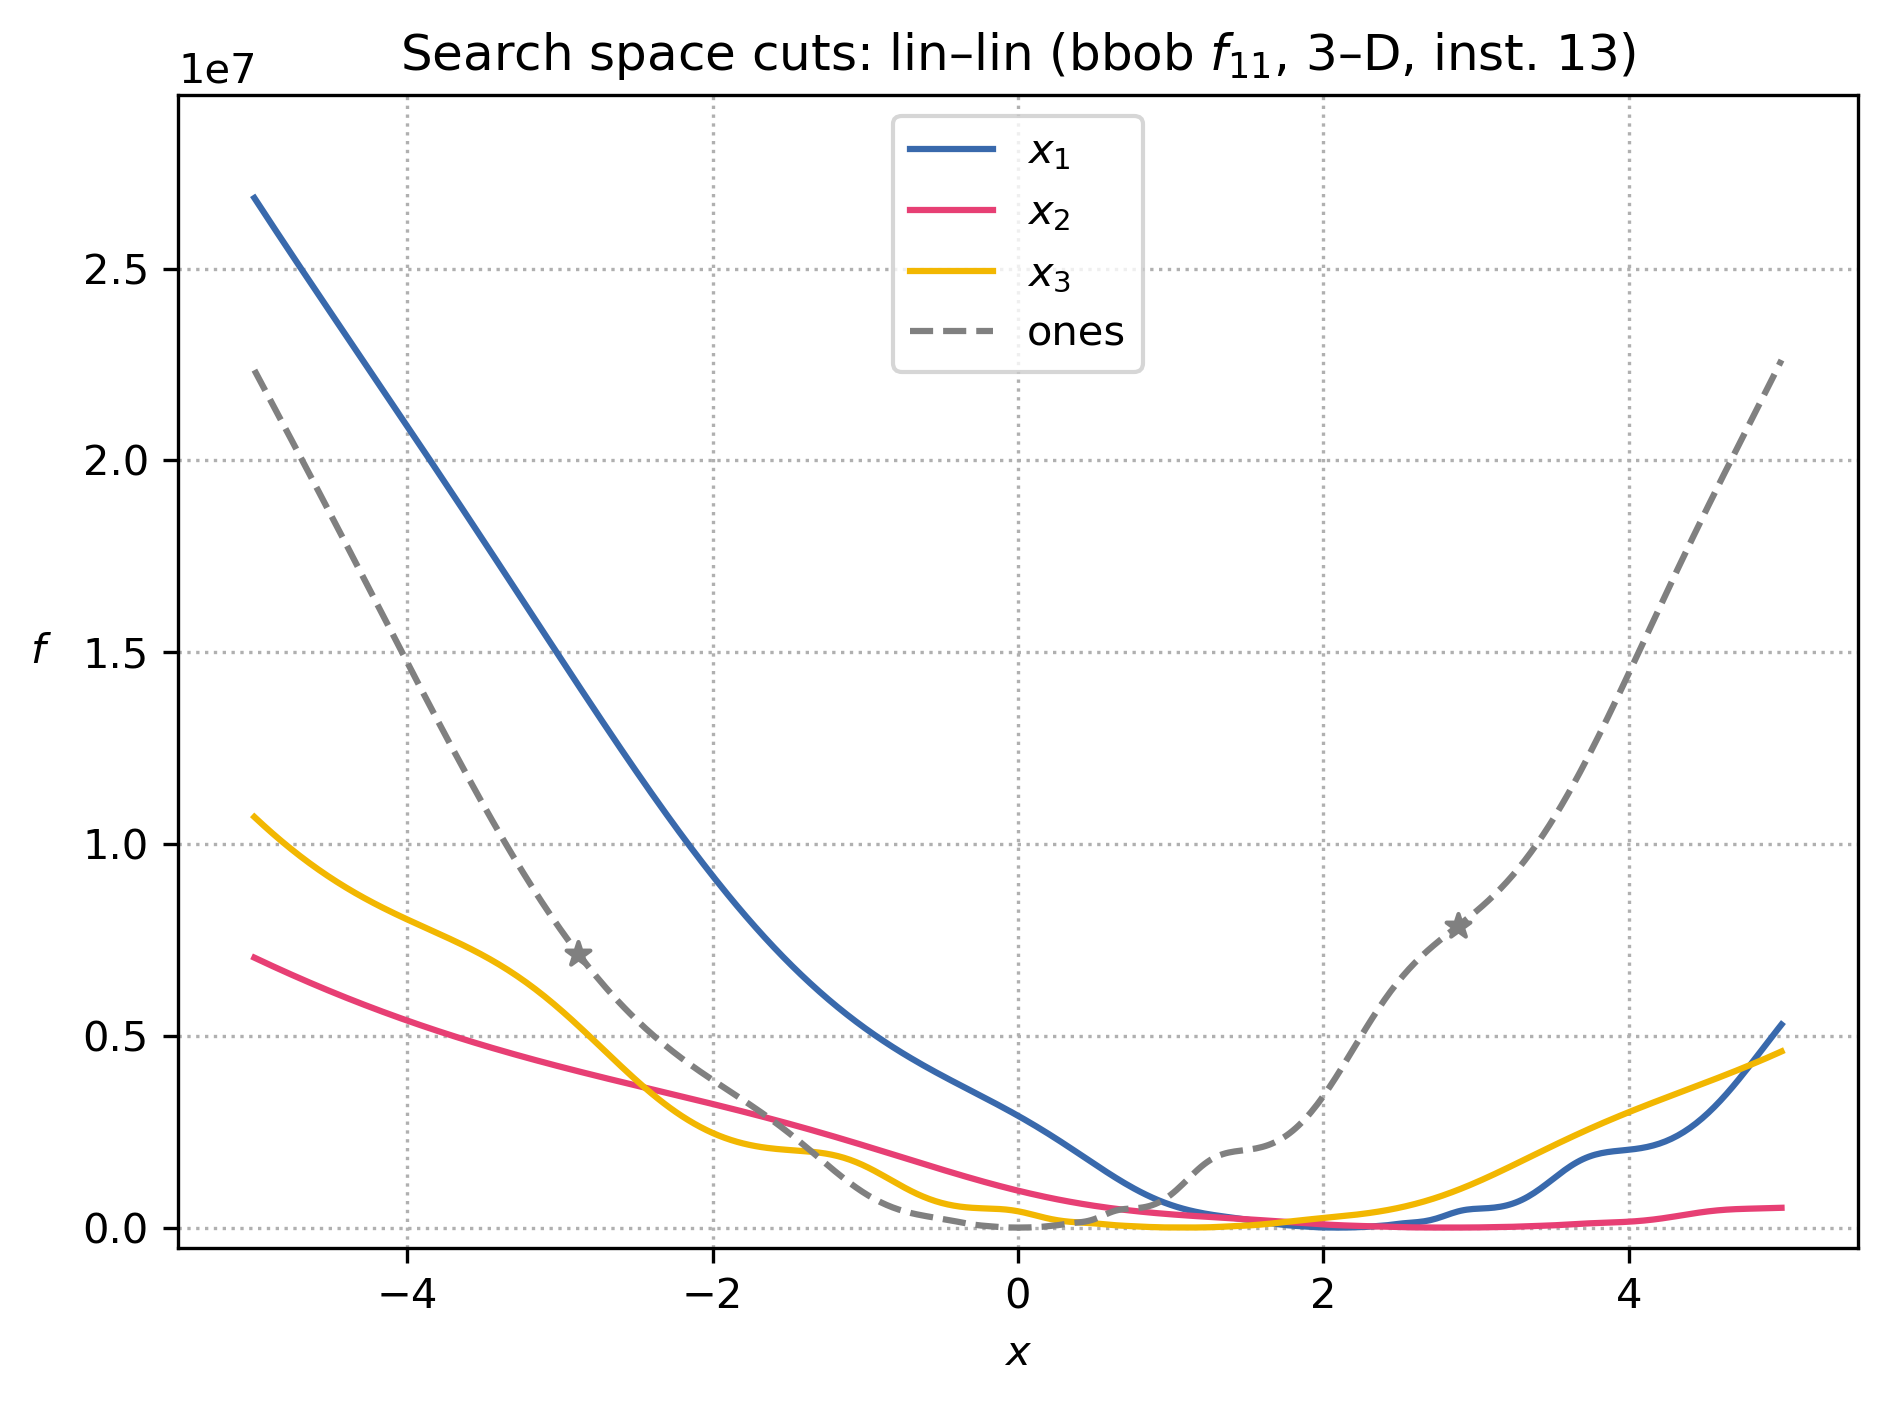 Search space cuts: lin–lin (bbob f₁₁, 3–D, inst. 13)
1e7
x₁
x₂
x₃
ones
2.5
2.0
1.5
1.0
0.5
0.0
f
−4 −2 0 2 4
x